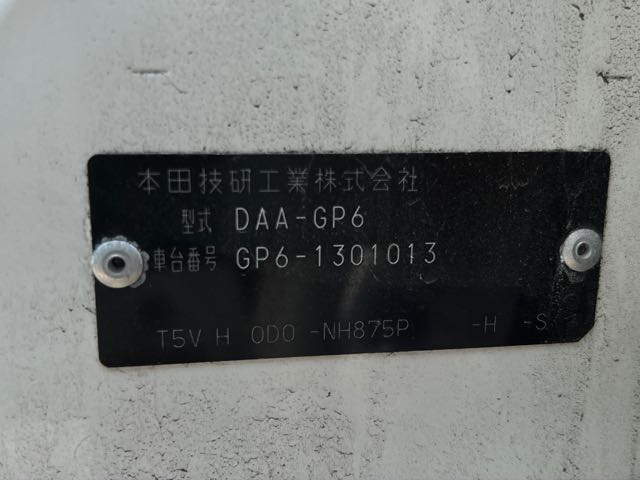 本田技研工業株式会社
型式 DAA-GP6
車台番号 GP6-1301013
T5V H 0D0 -NH875P -H -S